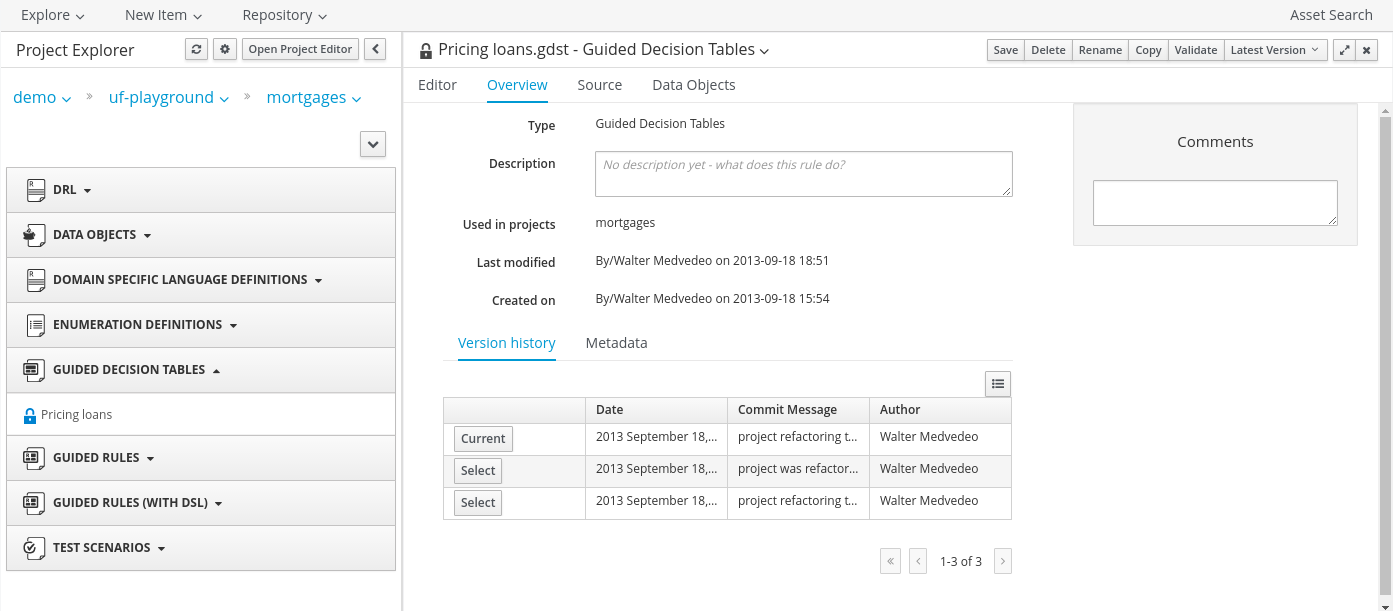 Explore New Item Repository Asset Search
Project Explorer Open Project Editor
demo » uf-playground » mortgages
DRL
DATA OBJECTS
DOMAIN SPECIFIC LANGUAGE DEFINITIONS
ENUMERATION DEFINITIONS
GUIDED DECISION TABLES
Pricing loans
GUIDED RULES
GUIDED RULES (WITH DSL)
TEST SCENARIOS
Pricing loans.gdst - Guided Decision Tables Save Delete Rename Copy Validate Latest Version
Editor Overview Source Data Objects
Type Guided Decision Tables
Description No description yet - what does this rule do?
Used in projects mortgages
Last modified By/Walter Medvedeo on 2013-09-18 18:51
Created on By/Walter Medvedeo on 2013-09-18 15:54
Version history Metadata
Date Commit Message Author
Current 2013 September 18,... project refactoring t... Walter Medvedeo
Select 2013 September 18,... project was refactor... Walter Medvedeo
Select 2013 September 18,... project refactoring t... Walter Medvedeo
« ‹ 1-3 of 3 ›
Comments